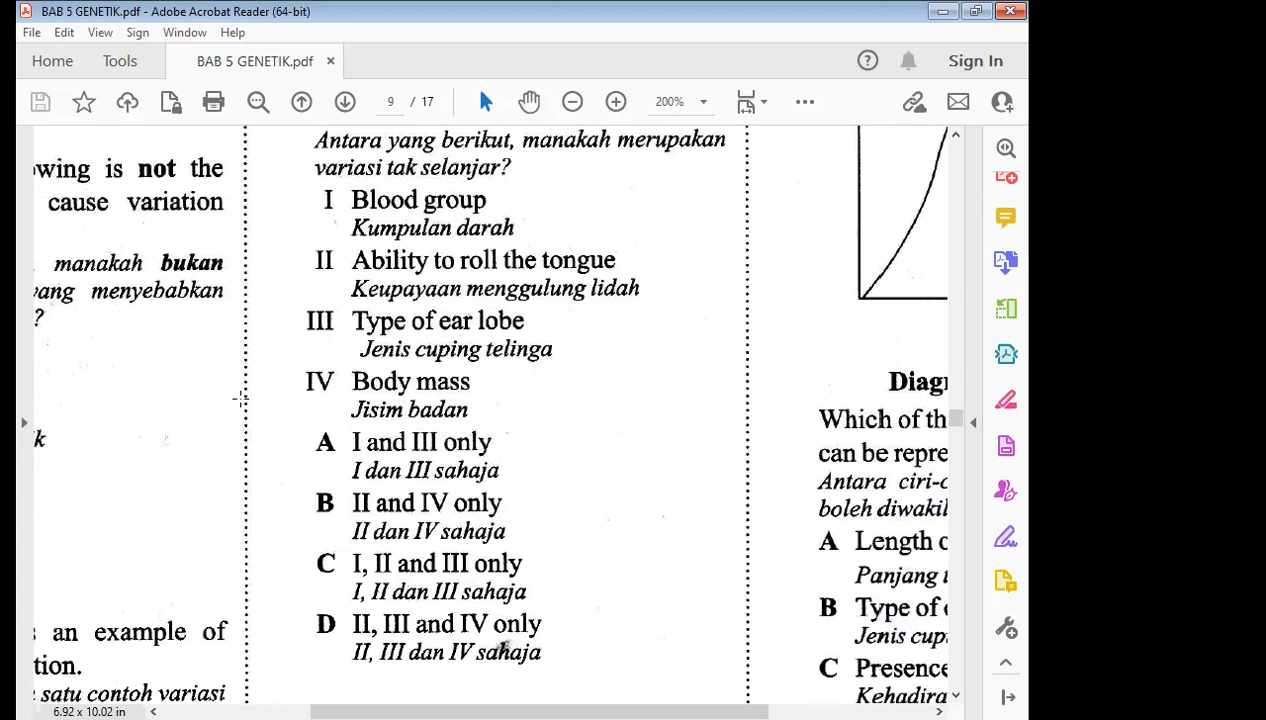 BAB 5 GENETIK.pdf - Adobe Acrobat Reader (64-bit)
File Edit View Sign Window Help
Home Tools BAB 5 GENETIK.pdf × Sign In
9 / 17 200%
owing is not the
cause variation
manakah bukan
yang menyebabkan
?
k
an example of
tion.
satu contoh variasi
Antara yang berikut, manakah merupakan
variasi tak selanjar?
I Blood group
Kumpulan darah
II Ability to roll the tongue
Keupayaan menggulung lidah
III Type of ear lobe
Jenis cuping telinga
IV Body mass
Jisim badan
A I and III only
I dan III sahaja
B II and IV only
II dan IV sahaja
C I, II and III only
I, II dan III sahaja
D II, III and IV only
II, III dan IV sahaja
Diagr
Which of th
can be repre
Antara ciri-c
boleh diwakil
A Length o
Panjang t
B Type of e
Jenis cup
C Presence
Kehadira
6.92 x 10.02 in